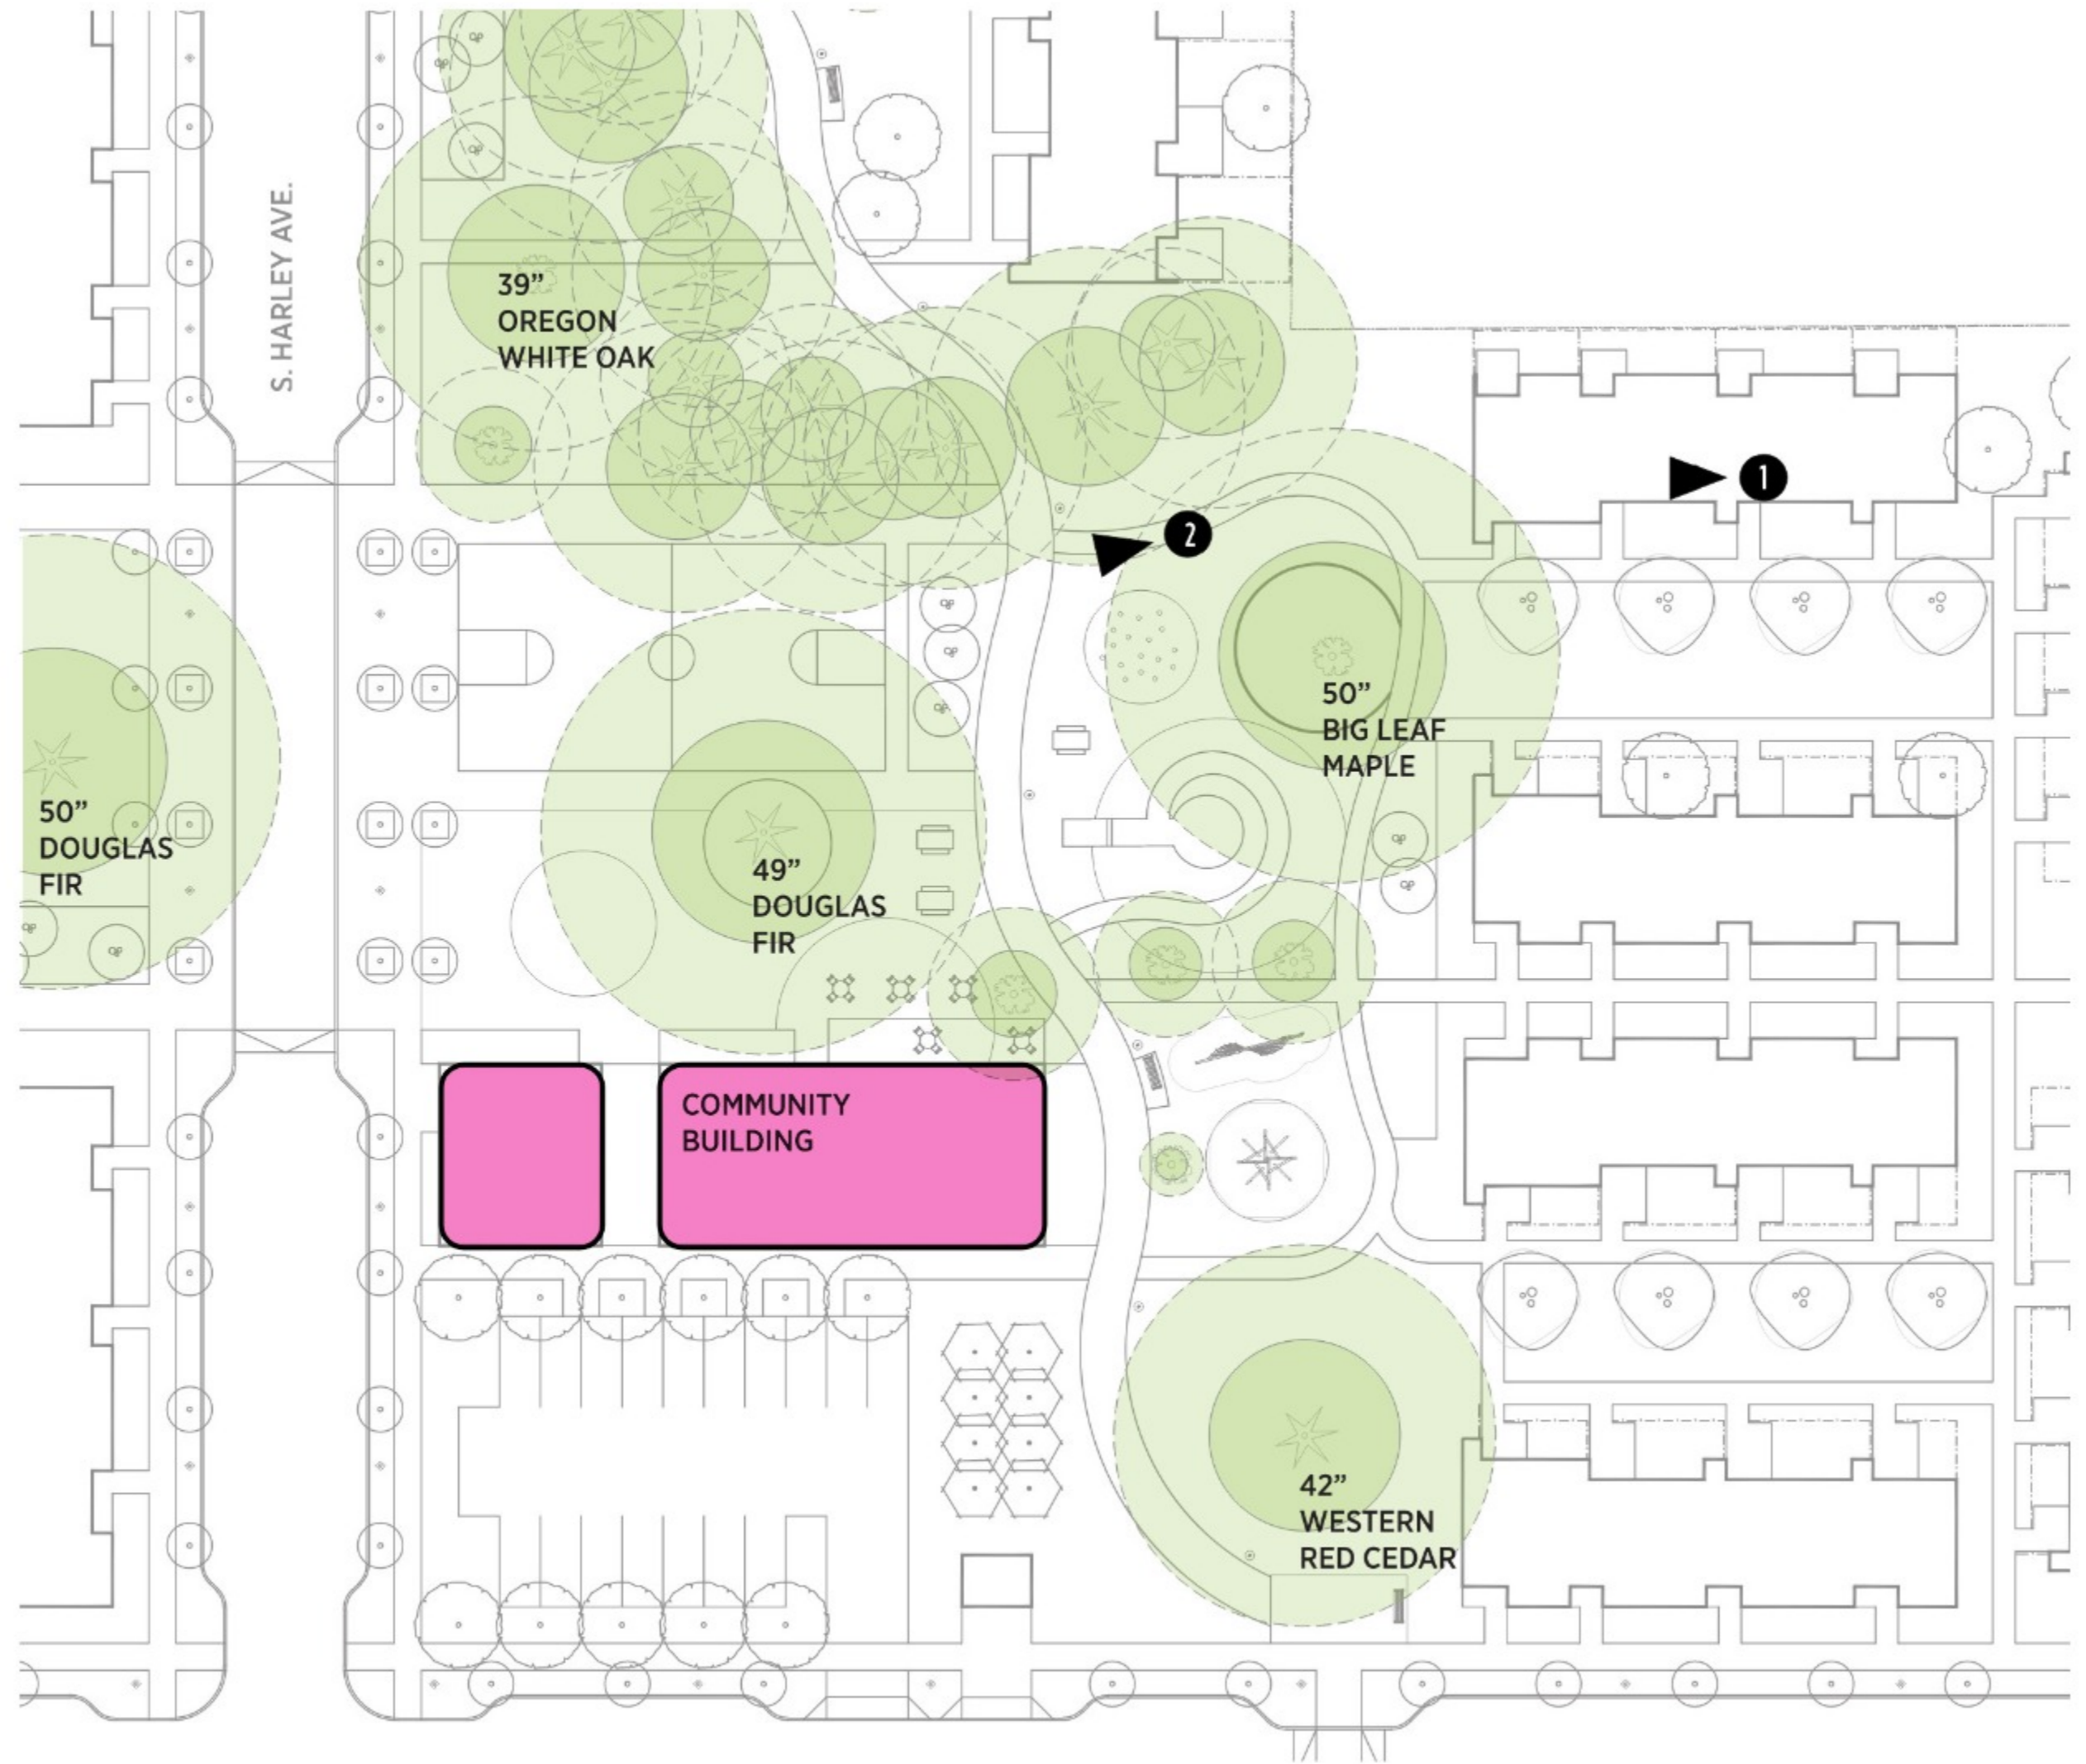 S. HARLEY AVE.
39”
OREGON
WHITE OAK
1
2
50”
BIG LEAF
MAPLE
50”
DOUGLAS
FIR
49”
DOUGLAS
FIR
COMMUNITY
BUILDING
42”
WESTERN
RED CEDAR